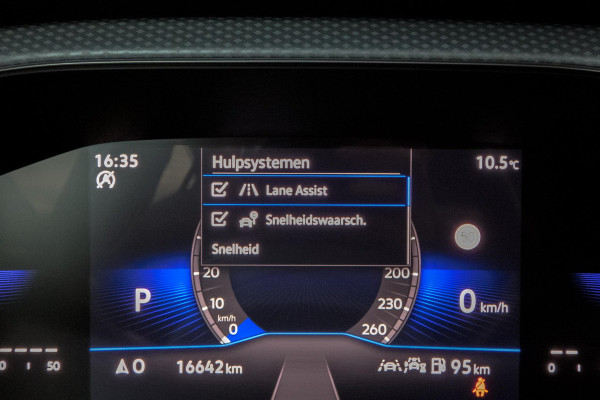 16:35
Hulpsystemen
10.5°C
Lane Assist
Snelheidswaarsch.
Snelheid
20
200
P
10
230
0 km/h
km/h
0
260
0
16642 km
95 km
0 1 50
0